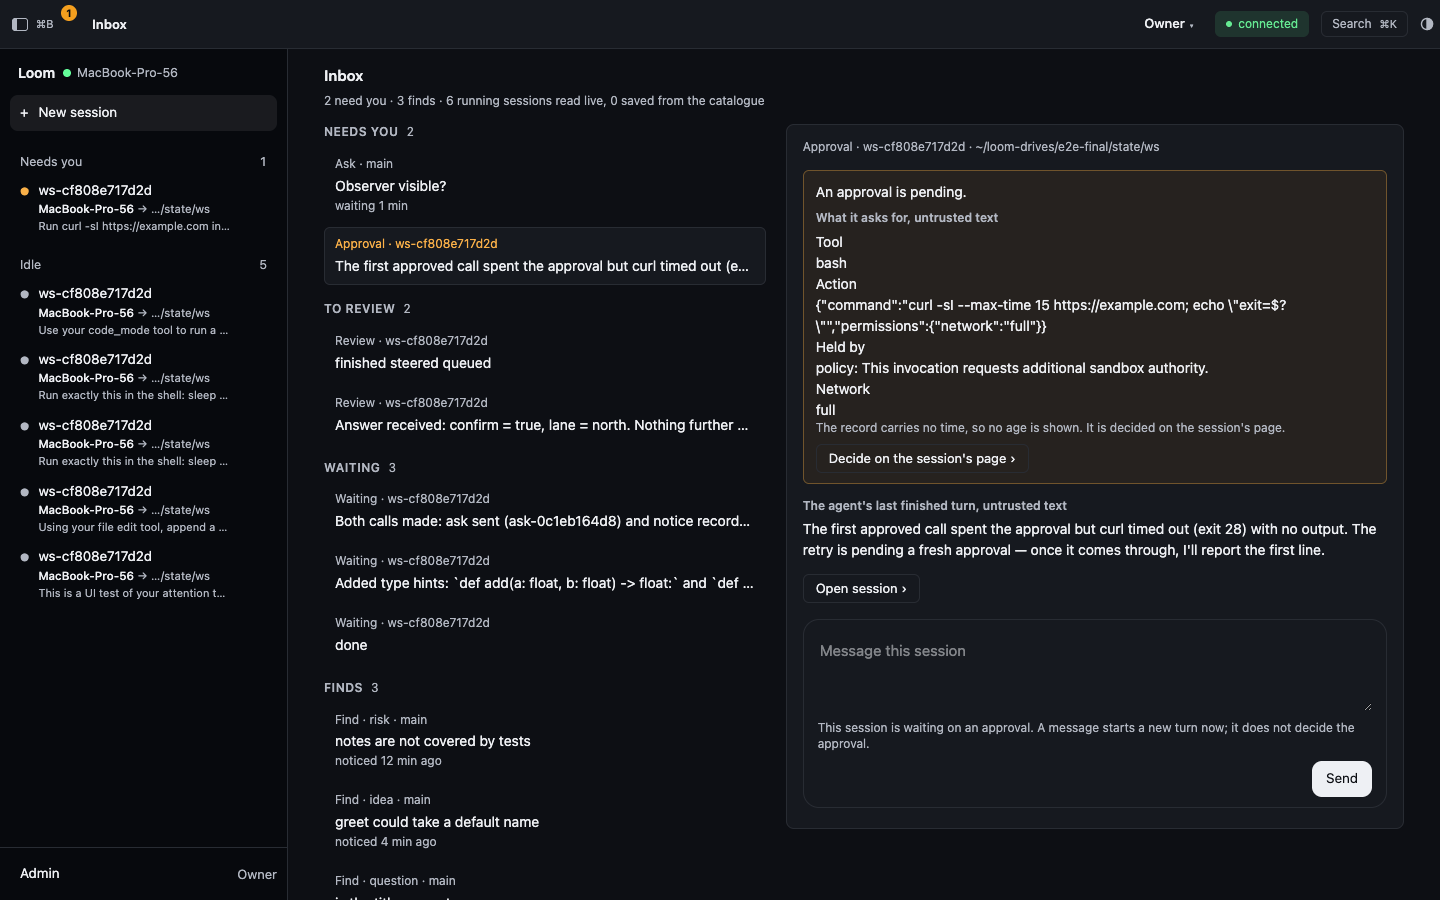 ⌘B
1
Inbox
Owner
connected
Search ⌘K
Loom MacBook-Pro-56
+ New session
Needs you 1
ws-cf808e717d2d
MacBook-Pro-56 → .../state/ws
Run curl -sI https://example.com in...
Idle 5
ws-cf808e717d2d
MacBook-Pro-56 → .../state/ws
Use your code_mode tool to run a ...
ws-cf808e717d2d
MacBook-Pro-56 → .../state/ws
Run exactly this in the shell: sleep ...
ws-cf808e717d2d
MacBook-Pro-56 → .../state/ws
Run exactly this in the shell: sleep ...
ws-cf808e717d2d
MacBook-Pro-56 → .../state/ws
Using your file edit tool, append a ...
ws-cf808e717d2d
MacBook-Pro-56 → .../state/ws
This is a UI test of your attention t...
Admin Owner
Inbox
2 need you · 3 finds · 6 running sessions read live, 0 saved from the catalogue
NEEDS YOU 2
Ask · main
Observer visible?
waiting 1 min
Approval · ws-cf808e717d2d
The first approved call spent the approval but curl timed out (e...
TO REVIEW 2
Review · ws-cf808e717d2d
finished steered queued
Review · ws-cf808e717d2d
Answer received: confirm = true, lane = north. Nothing further ...
WAITING 3
Waiting · ws-cf808e717d2d
Both calls made: ask sent (ask-0c1eb164d8) and notice record...
Waiting · ws-cf808e717d2d
Added type hints: `def add(a: float, b: float) -> float:` and `def ...
Waiting · ws-cf808e717d2d
done
FINDS 3
Find · risk · main
notes are not covered by tests
noticed 12 min ago
Find · idea · main
greet could take a default name
noticed 4 min ago
Find · question · main
Approval · ws-cf808e717d2d · ~/loom-drives/e2e-final/state/ws
An approval is pending.
What it asks for, untrusted text
Tool
bash
Action
{"command":"curl -sI --max-time 15 https://example.com; echo \"exit=$?
\"","permissions":{"network":"full"}}
Held by
policy: This invocation requests additional sandbox authority.
Network
full
The record carries no time, so no age is shown. It is decided on the session's page.
Decide on the session's page ›
The agent's last finished turn, untrusted text
The first approved call spent the approval but curl timed out (exit 28) with no output. The
retry is pending a fresh approval — once it comes through, I'll report the first line.
Open session ›
Message this session
This session is waiting on an approval. A message starts a new turn now; it does not decide the
approval.
Send